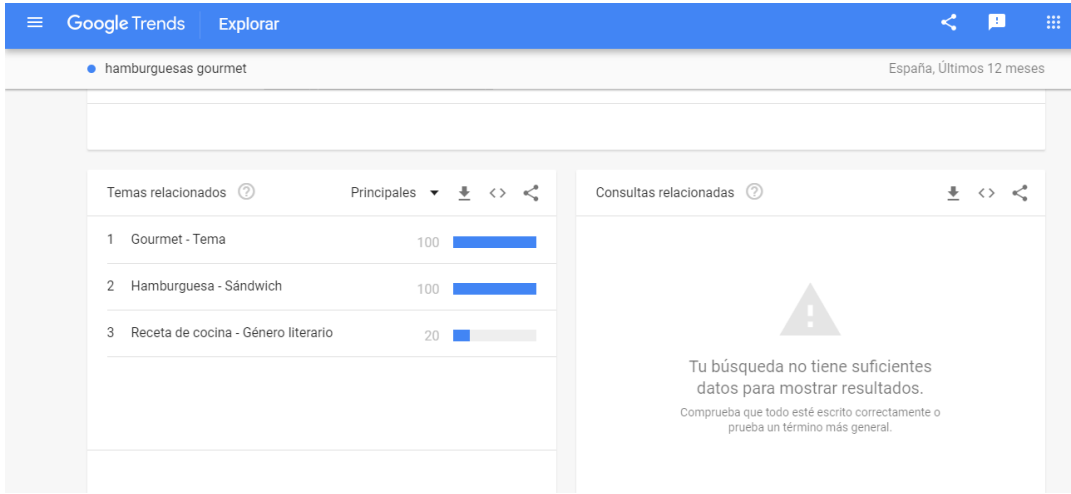 Google Trends Explorar
hamburguesas gourmet España, Últimos 12 meses
Temas relacionados Principales
1 Gourmet - Tema 100
2 Hamburguesa - Sándwich 100
3 Receta de cocina - Género literario 20
Consultas relacionadas
Tu búsqueda no tiene suficientes
datos para mostrar resultados.
Comprueba que todo esté escrito correctamente o
prueba un término más general.